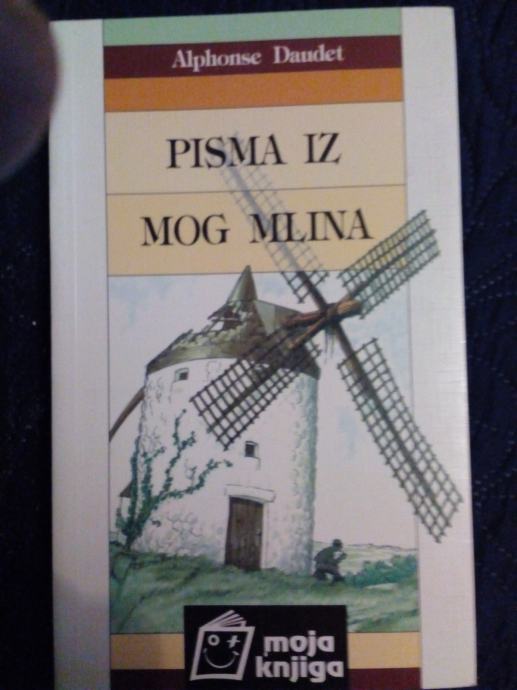 Alphonse Daudet
PISMA IZ
MOG MLINA
moja
knjiga